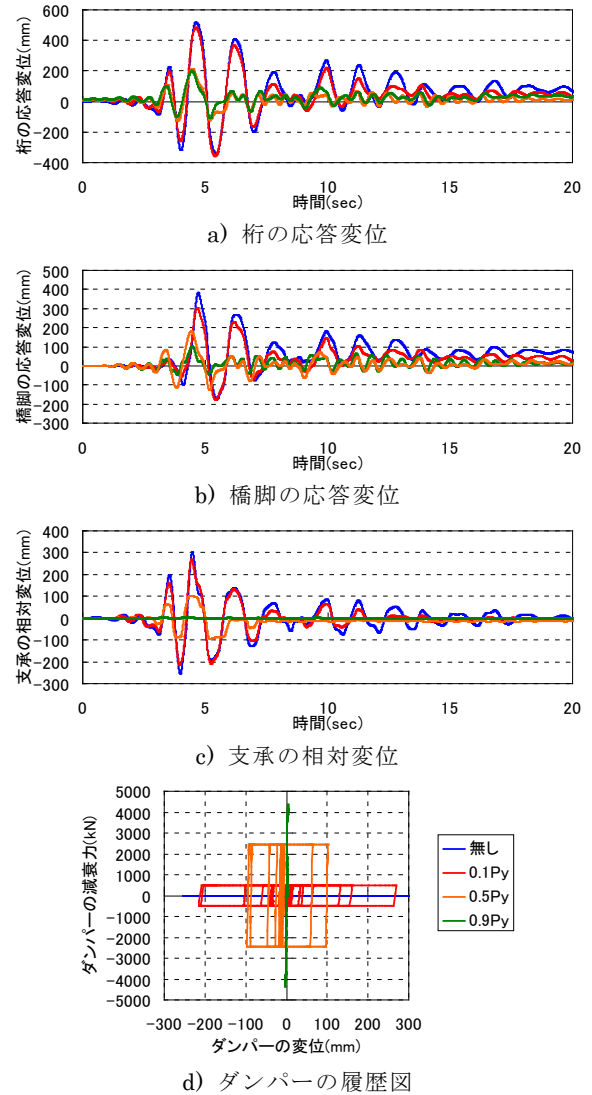 桁の応答変位(mm)
600
400
200
0
-200
-400
0 5 10 15 20
時間(sec)
a) 桁の応答変位
橋脚の応答変位(mm)
500
400
300
200
100
0
-100
-200
-300
0 5 10 15 20
時間(sec)
b) 橋脚の応答変位
支承の相対変位(mm)
400
300
200
100
0
-100
-200
-300
0 5 10 15 20
時間(sec)
c) 支承の相対変位
ダンパーの減衰力(kN)
5000
4000
3000
2000
1000
0
-1000
-2000
-3000
-4000
-5000
-300 -200 -100 0 100 200 300
ダンパーの変位(mm)
無し
0.1Py
0.5Py
0.9Py
d) ダンパーの履歴図